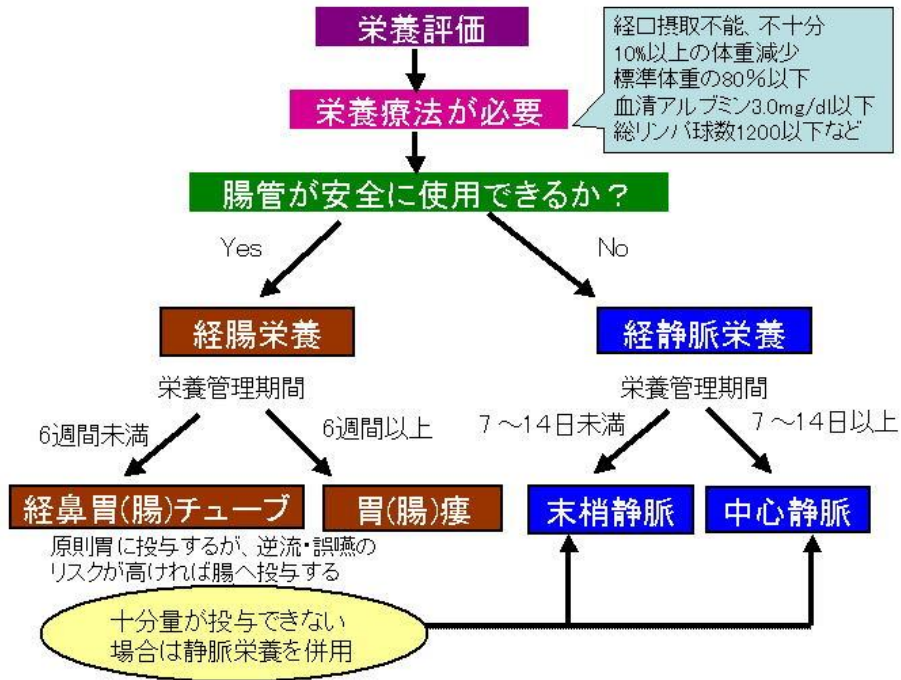 栄養評価
経口摂取不能、不十分
10%以上の体重減少
標準体重の80%以下
血清アルブミン3.0mg/dl以下
総リンパ球数1200以下など
栄養療法が必要
腸管が安全に使用できるか？
Yes
No
経腸栄養
経静脈栄養
栄養管理期間
栄養管理期間
6週間未満
6週間以上
7～14日未満
7～14日以上
経鼻胃(腸)チューブ
胃(腸)瘻
末梢静脈
中心静脈
原則胃に投与するが、逆流・誤嚥の
リスクが高ければ腸へ投与する
十分量が投与できない
場合は静脈栄養を併用